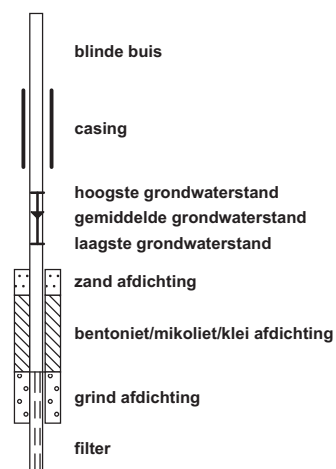 blinde buis
casing
hoogste grondwaterstand
gemiddelde grondwaterstand
laagste grondwaterstand
zand afdichting
bentoniet/mikoliet/klei afdichting
grind afdichting
filter